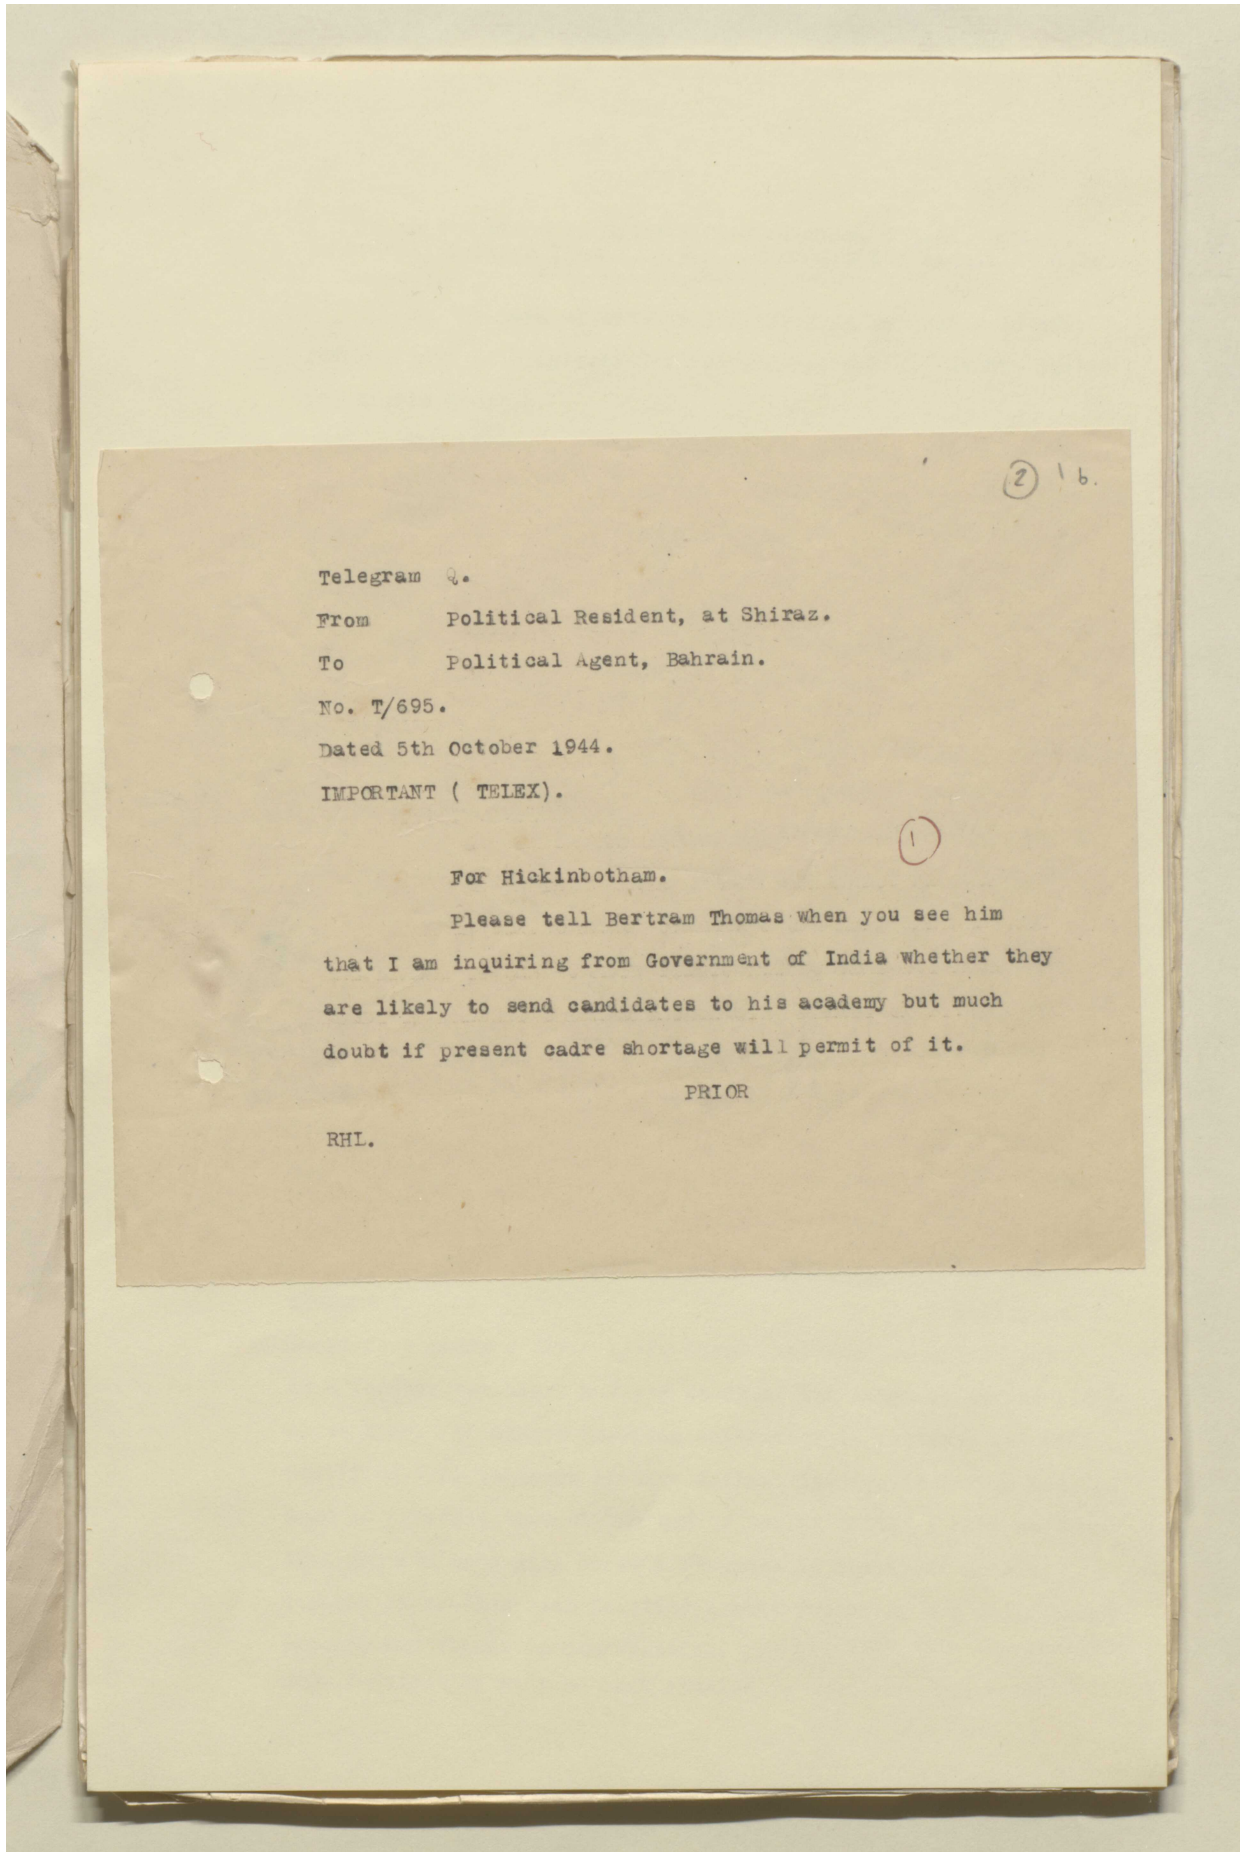 2 1 b.
Telegram Q.
From Political Resident, at Shiraz.
To Political Agent, Bahrain.
No. T/695.
Dated 5th October 1944.
IMPORTANT ( TELEX).
1
For Hickinbotham.
Please tell Bertram Thomas when you see him
that I am inquiring from Government of India whether they
are likely to send candidates to his academy but much
doubt if present cadre shortage will permit of it.
PRIOR
RHL.